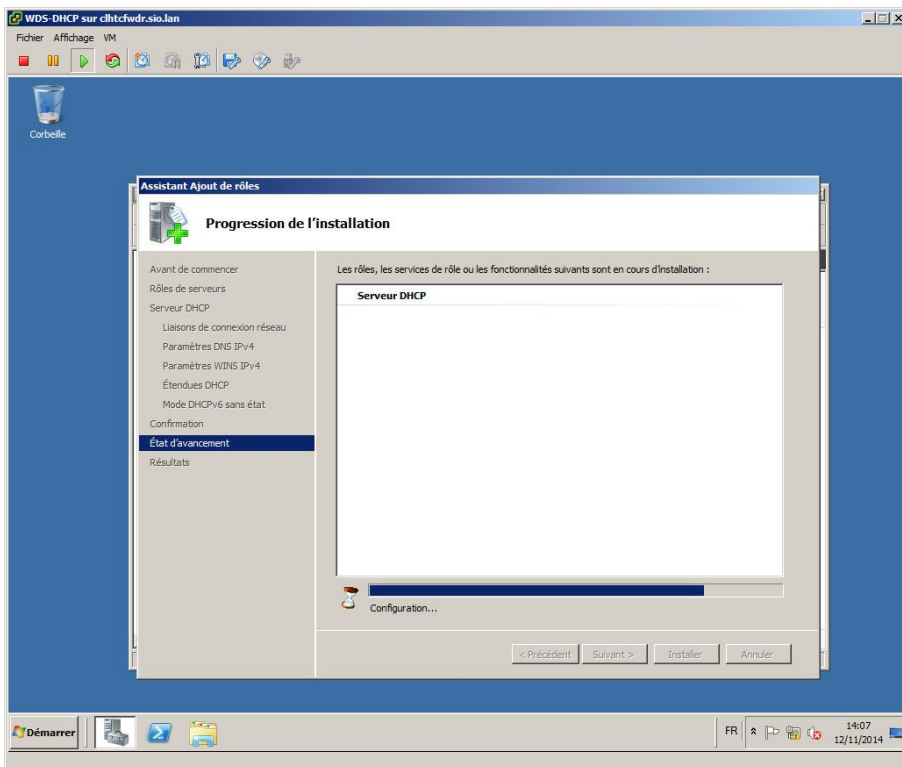 WDS-DHCP sur clhtcfwdr.sio.lan
Fichier Affichage VM
Corbeille
Assistant Ajout de rôles
Progression de l'installation
Avant de commencer
Rôles de serveurs
Serveur DHCP
Liaisons de connexion réseau
Paramètres DNS IPv4
Paramètres WINS IPv4
Étendues DHCP
Mode DHCPv6 sans état
Confirmation
État d'avancement
Résultats
Les rôles, les services de rôle ou les fonctionnalités suivants sont en cours d'installation :
Serveur DHCP
Configuration...
< Précédent Suivant > Installer Annuler
Démarrer
FR
14:07
12/11/2014